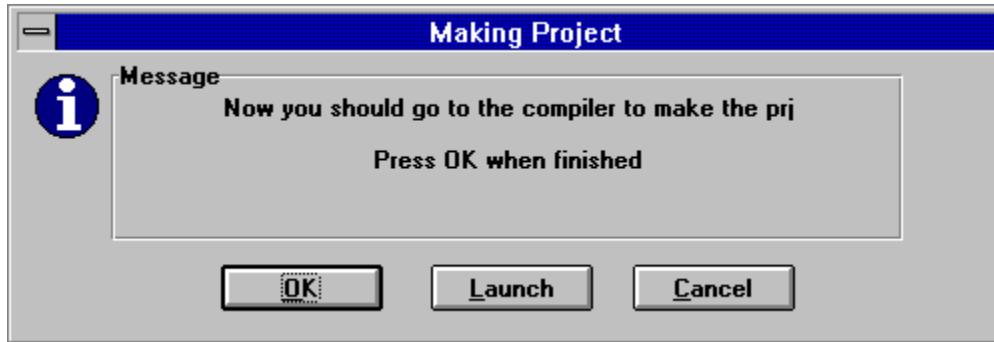 Making Project
Message
Now you should go to the compiler to make the prj
Press OK when finished
OK Launch Cancel